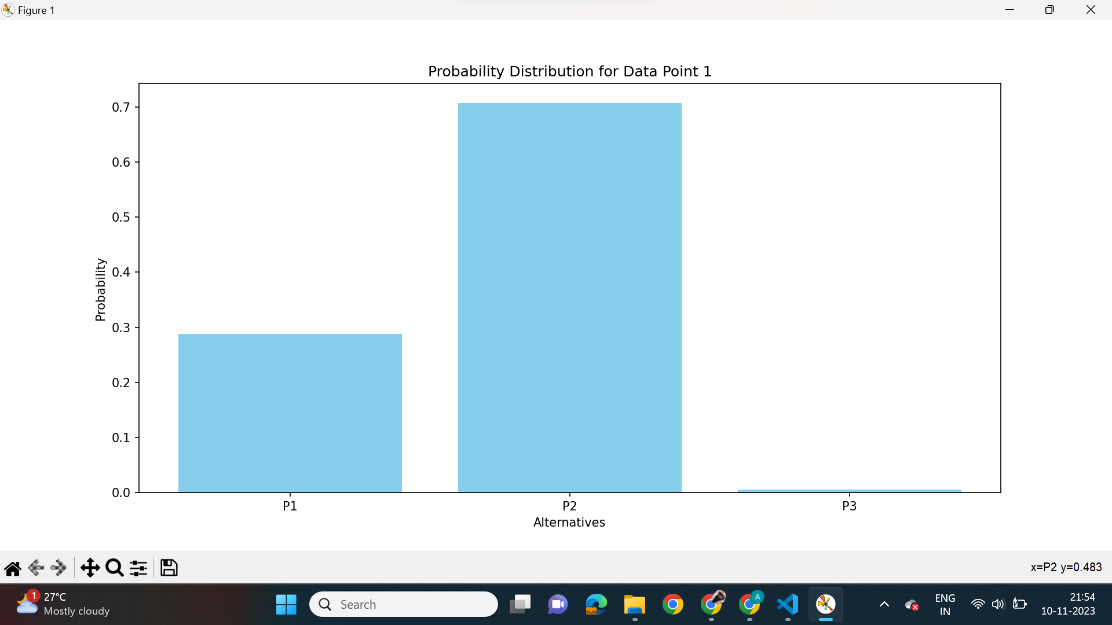 Figure 1
Probability Distribution for Data Point 1
0.7
0.6
0.5
0.4
0.3
0.2
0.1
0.0
Probability
P1 P2 P3
Alternatives
x=P2 y=0.483
1
27°C
Mostly cloudy
Search
A
ENG
IN
21:54
10-11-2023